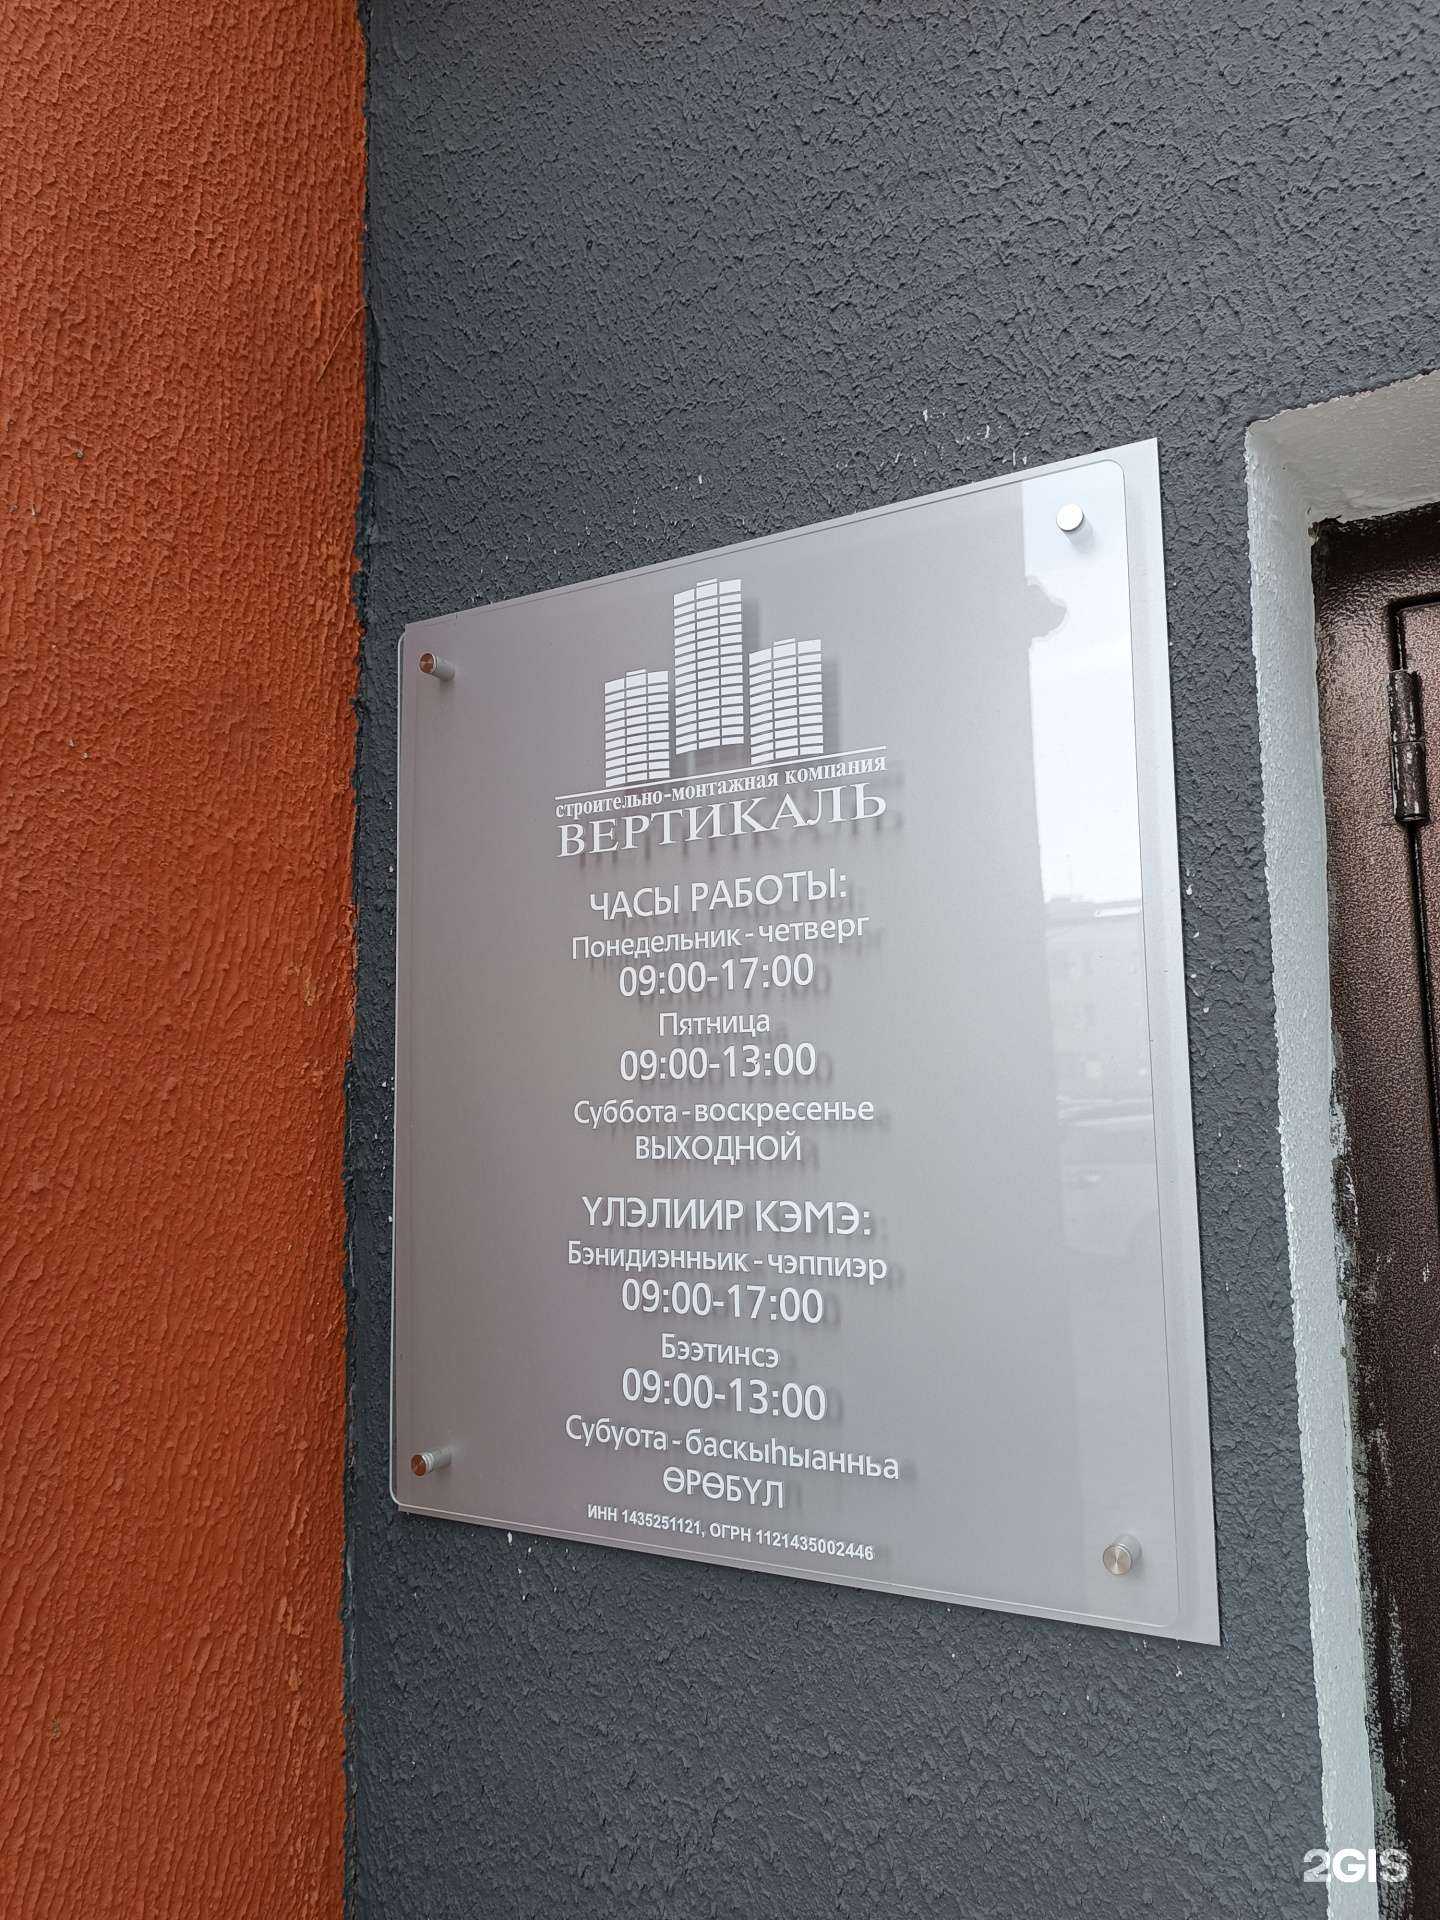 строительно-монтажная компания
ВЕРТИКАЛЬ
ЧАСЫ РАБОТЫ:
Понедельник - четверг
09:00-17:00
Пятница
09:00-13:00
Суббота - воскресенье
ВЫХОДНОЙ
ҮЛЭЛИИР КЭМЭ:
Бэнидиэнньик - чэппиэр
09:00-17:00
Бээтинсэ
09:00-13:00
Субуота - баскыһыанньа
ӨРӨБҮЛ
ИНН 1435251121, ОГРН 1121435002446
2GIS